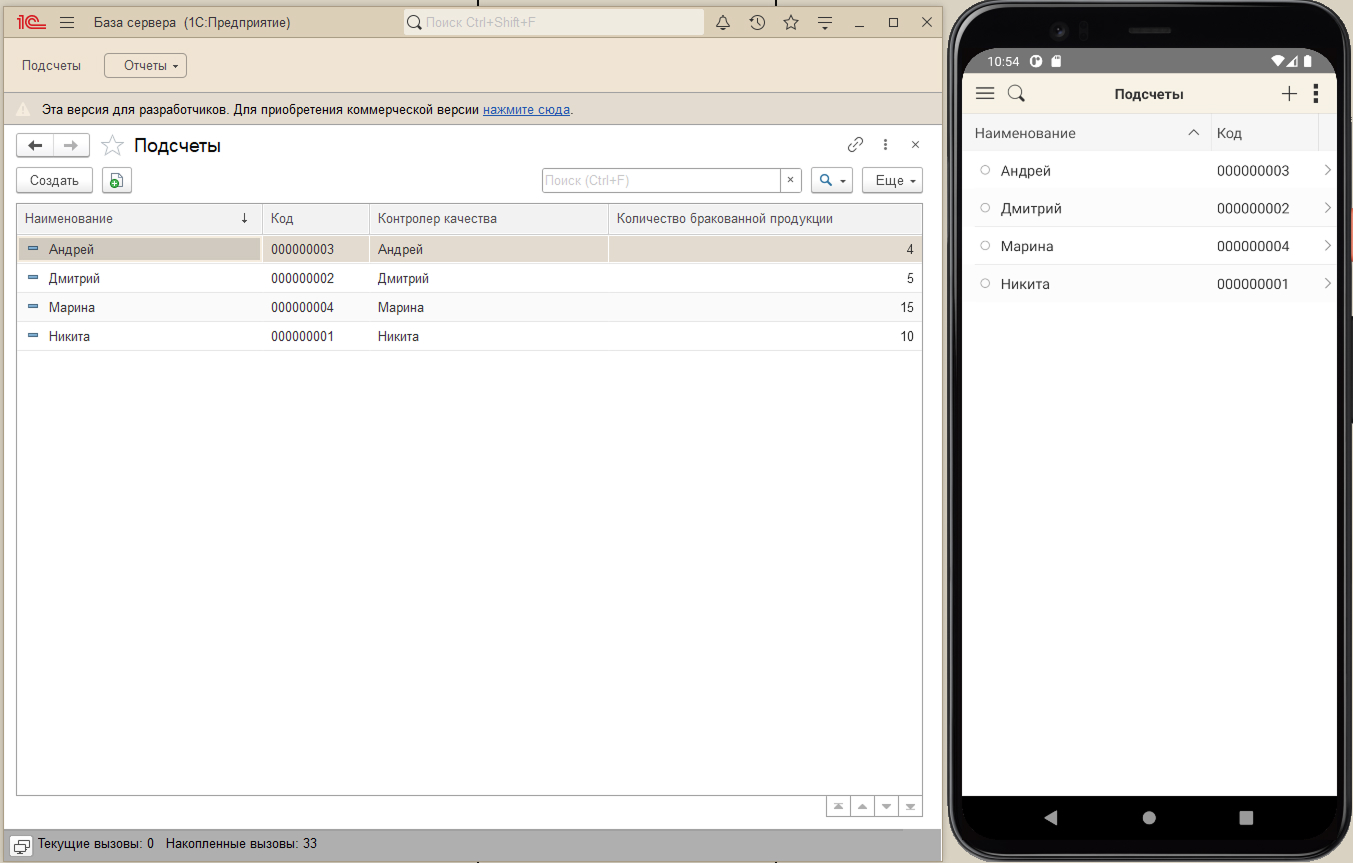 1С База сервера (1С:Предприятие) Поиск Ctrl+Shift+F
Подсчеты Отчеты
Эта версия для разработчиков. Для приобретения коммерческой версии нажмите сюда.
Подсчеты
Создать Поиск (Ctrl+F) × Еще
Наименование Код Контролер качества Количество бракованной продукции
Андрей 000000003 Андрей 4
Дмитрий 000000002 Дмитрий 5
Марина 000000004 Марина 15
Никита 000000001 Никита 10
Текущие вызовы: 0 Накопленные вызовы: 33
10:54
Подсчеты
Наименование Код
Андрей 000000003
Дмитрий 000000002
Марина 000000004
Никита 000000001